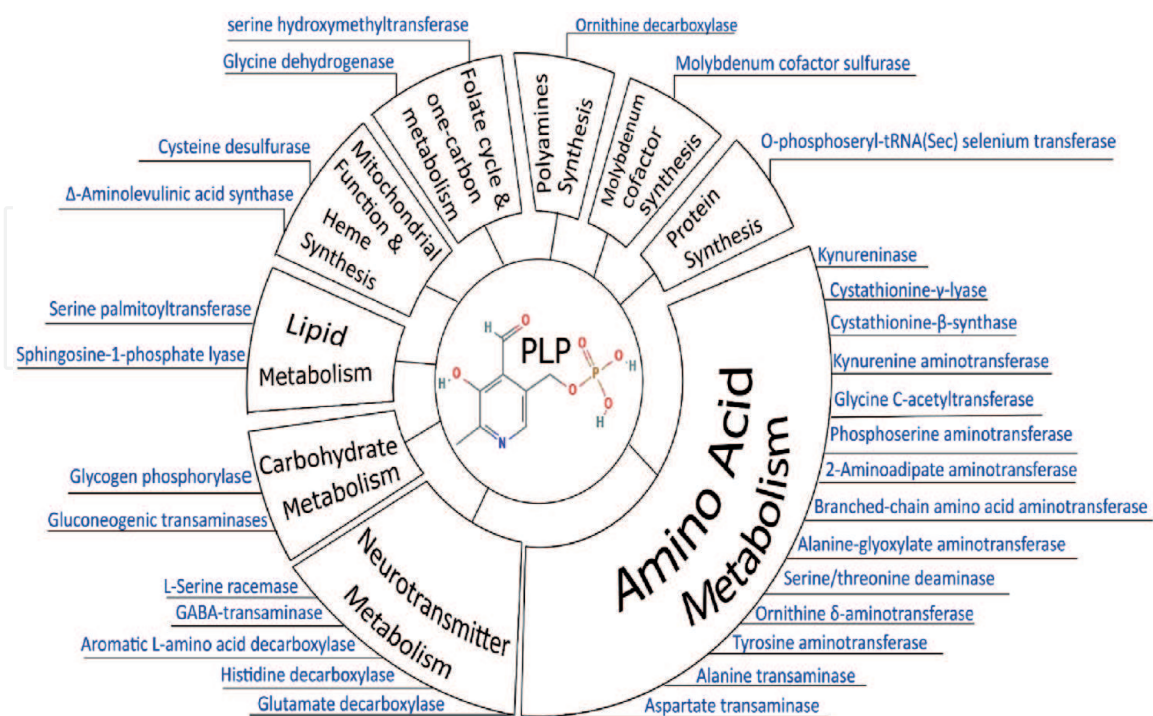 serine hydroxymethyltransferase
Glycine dehydrogenase
Cysteine desulfurase
Δ-Aminolevulinic acid synthase
Serine palmitoyltransferase
Sphingosine-1-phosphate lyase
Glycogen phosphorylase
Gluconeogenic transaminases
L-Serine racemase
GABA-transaminase
Aromatic L-amino acid decarboxylase
Histidine decarboxylase
Glutamate decarboxylase
Ornithine decarboxylase
Molybdenum cofactor sulfurase
O-phosphoseryl-tRNA(Sec) selenium transferase
Kynureninase
Cystathionine-γ-lyase
Cystathionine-β-synthase
Kynurenine aminotransferase
Glycine C-acetyltransferase
Phosphoserine aminotransferase
2-Aminoadipate aminotransferase
Branched-chain amino acid aminotransferase
Alanine-glyoxylate aminotransferase
Serine/threonine deaminase
Ornithine δ-aminotransferase
Tyrosine aminotransferase
Alanine transaminase
Aspartate transaminase
Folate cycle &
one-carbon
metabolism
Polyamines
Synthesis
Molybdenum
cofactor
synthesis
Protein
Synthesis
Mitochondrial
Function &
Heme
Synthesis
Lipid
Metabolism
Carbohydrate
Metabolism
Neurotransmitter
Metabolism
Amino Acid
Metabolism
PLP
H
O
H
O
N
O
P
O
O
H
O
H